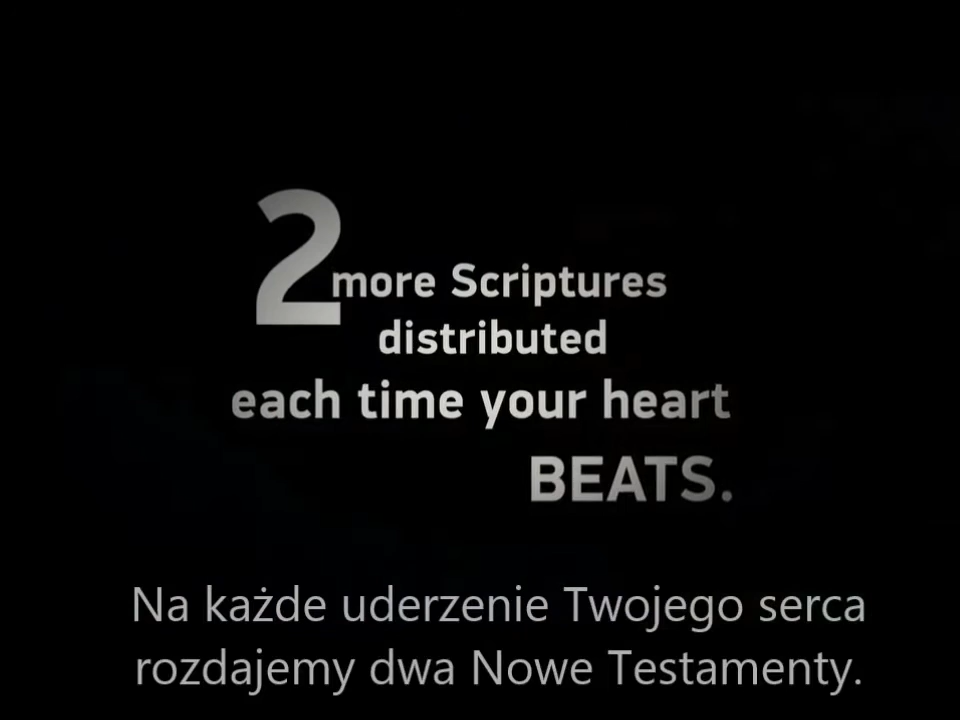 2 more Scriptures
distributed
each time your heart
BEATS.
Na każde uderzenie Twojego serca
rozdajemy dwa Nowe Testamenty.